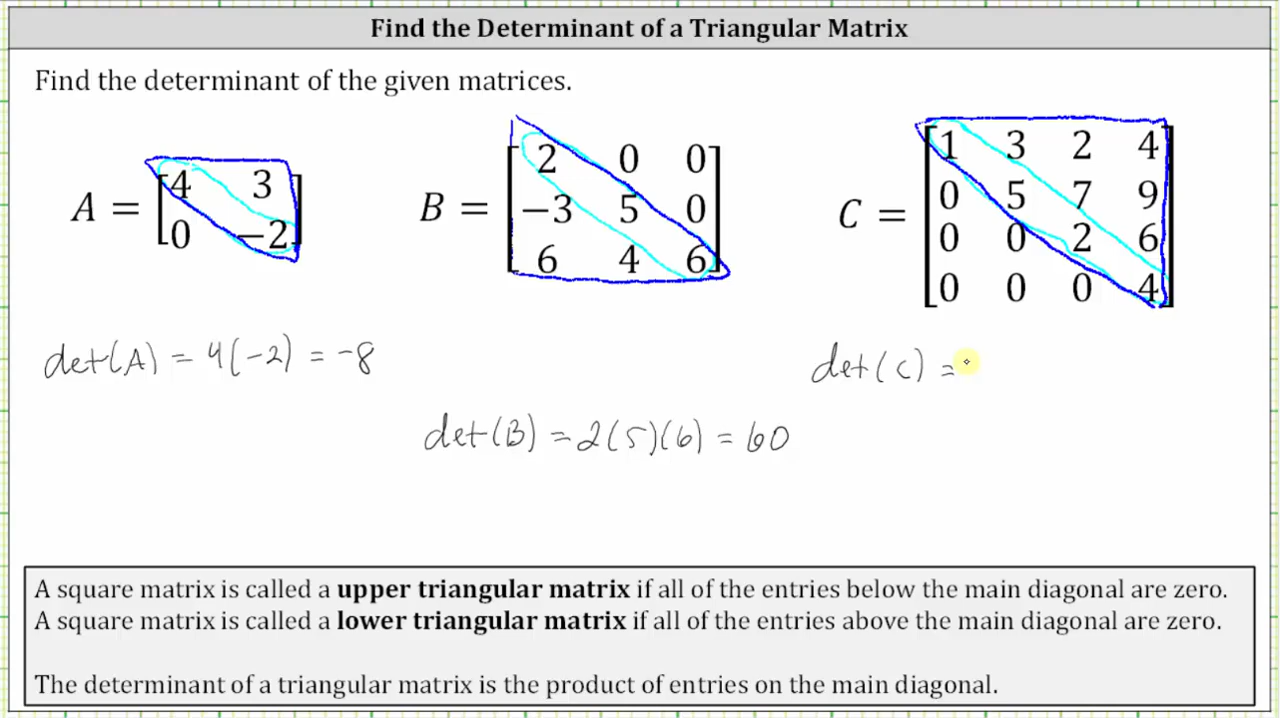 Find the Determinant of a Triangular Matrix
Find the determinant of the given matrices.
A = [4 3
0 −2]
B = [2 0 0
−3 5 0
6 4 6]
C = [1 3 2 4
0 5 7 9
0 0 2 6
0 0 0 4]
det(A) = 4(-2) = -8
det(C) =
det(B) = 2(5)(6) = 60
A square matrix is called a upper triangular matrix if all of the entries below the main diagonal are zero.
A square matrix is called a lower triangular matrix if all of the entries above the main diagonal are zero.
The determinant of a triangular matrix is the product of entries on the main diagonal.